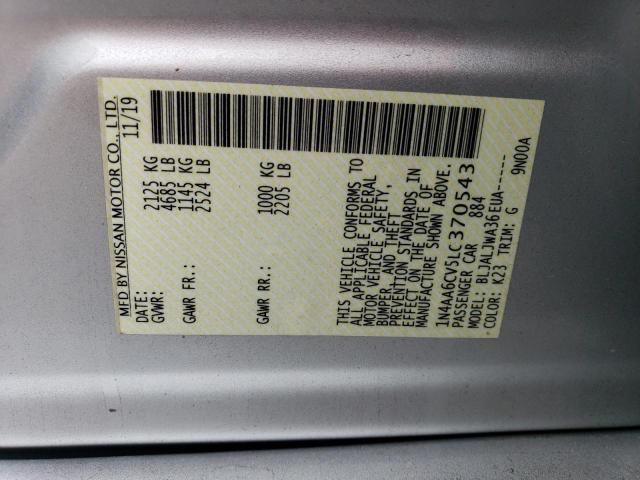 MFD BY NISSAN MOTOR CO., LTD.
DATE: 11/19
GVWR: 2125 KG
4685 LB
GAWR FR: 1145 KG
2524 LB
GAWR RR: 1000 KG
2205 LB
THIS VEHICLE CONFORMS TO
ALL APPLICABLE FEDERAL
MOTOR VEHICLE SAFETY,
BUMPER, AND THEFT
PREVENTION STANDARDS IN
EFFECT ON THE DATE OF
MANUFACTURE SHOWN ABOVE.
1N4AA6CV5LC370543
PASSENGER CAR 884
MODEL: BLJALJWA36EUA-----
COLOR: K23 TRIM: G 9N00A